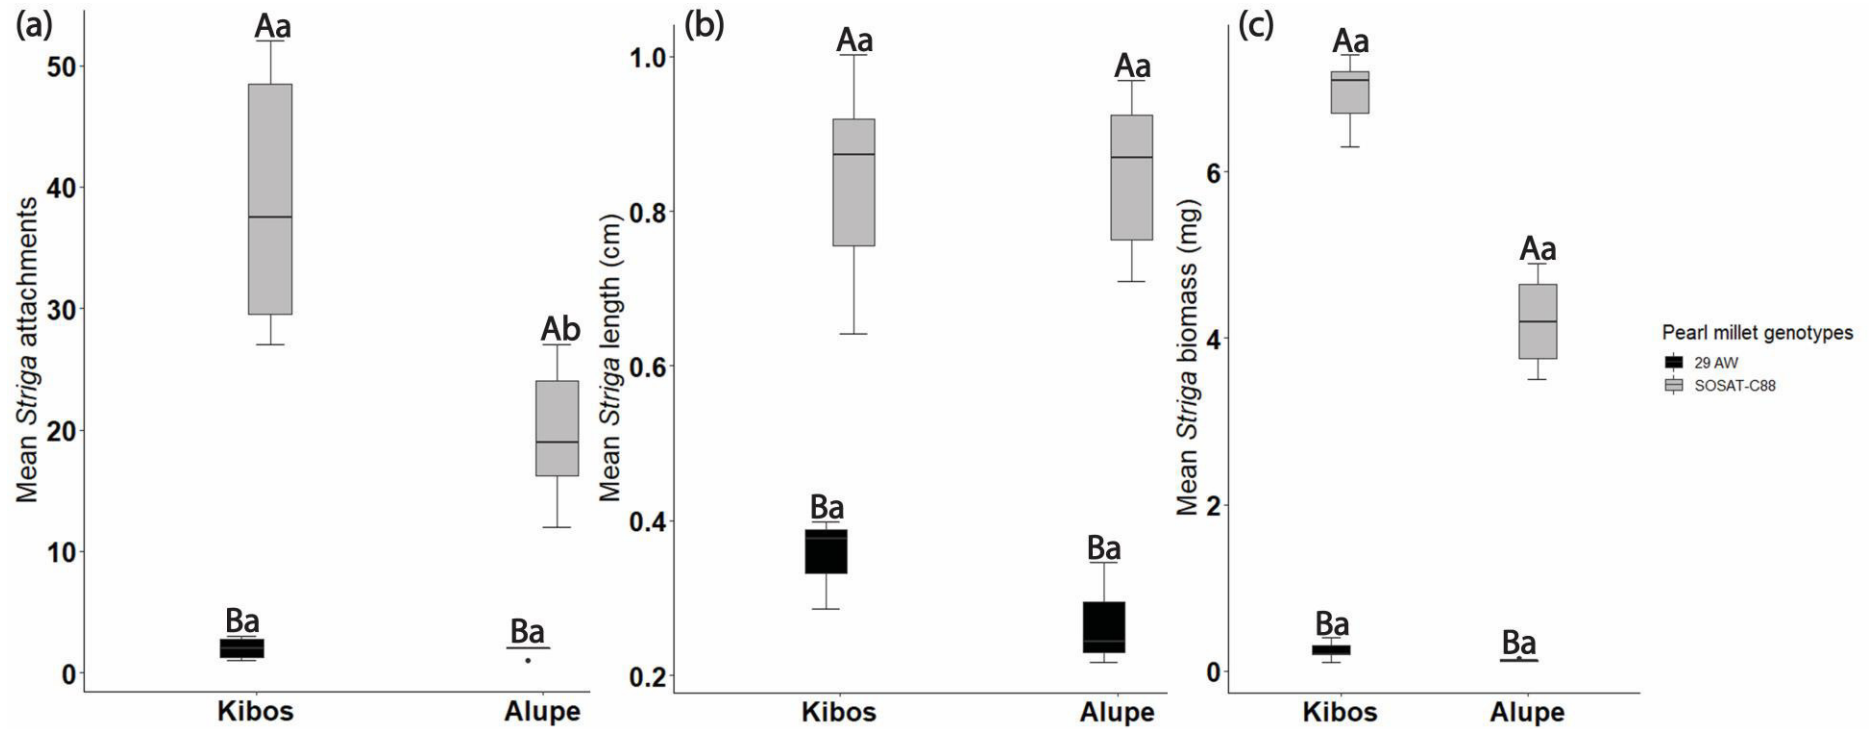 (a)
Mean Striga attachments
50
40
30
20
10
0
Aa
Ba
Ab
Ba
Kibos
Alupe
(b)
Mean Striga length (cm)
1.0
0.8
0.6
0.4
0.2
Aa
Ba
Aa
Ba
Kibos
Alupe
(c)
Mean Striga biomass (mg)
6
4
2
0
Aa
Ba
Aa
Ba
Kibos
Alupe
Pearl millet genotypes
29 AW
SOSAT-C88